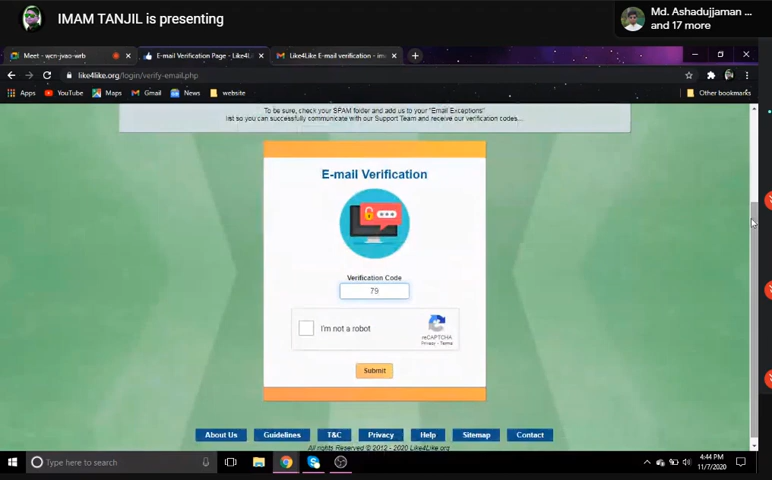 IMAM TANJIL is presenting
Md. Ashadujjaman ...
and 17 more
Meet - wcn-jvao-wrb
E-mail Verification Page - Like4L
Like4Like E-mail verification - im
like4like.org/login/verify-email.php
Apps
YouTube
Maps
Gmail
News
website
Other bookmarks
To be sure, check your SPAM folder and add us to your "Email Exceptions"
list so you can successfully communicate with our Support Team and receive our verification codes...
E-mail Verification
Verification Code
79
I'm not a robot
reCAPTCHA
Privacy - Terms
Submit
About Us
Guidelines
T&C
Privacy
Help
Sitemap
Contact
All rights Reserved © 2012 - 2020 Like4Like.org
Type here to search
4:44 PM
11/7/2020